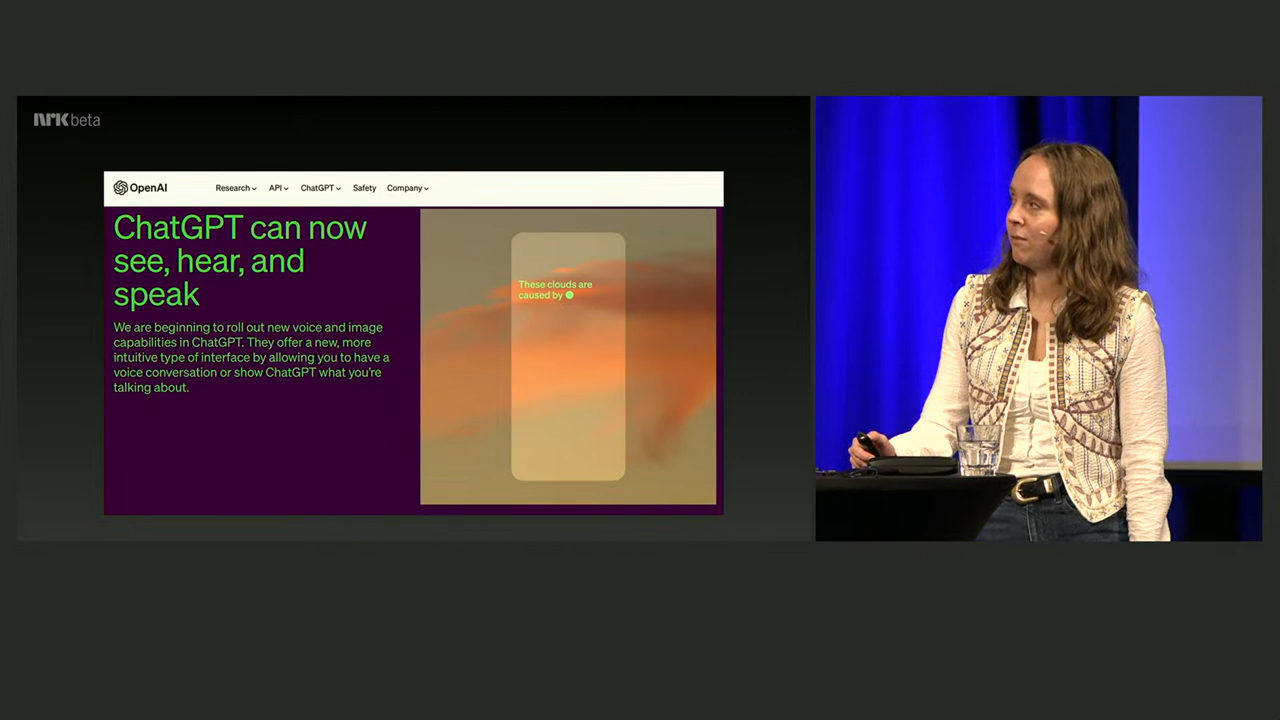 NRK beta
OpenAI
Research API ChatGPT Safety Company
ChatGPT can now
see, hear, and
speak
We are beginning to roll out new voice and image
capabilities in ChatGPT. They offer a new, more
intuitive type of interface by allowing you to have a
voice conversation or show ChatGPT what you're
talking about.
These clouds are
caused by